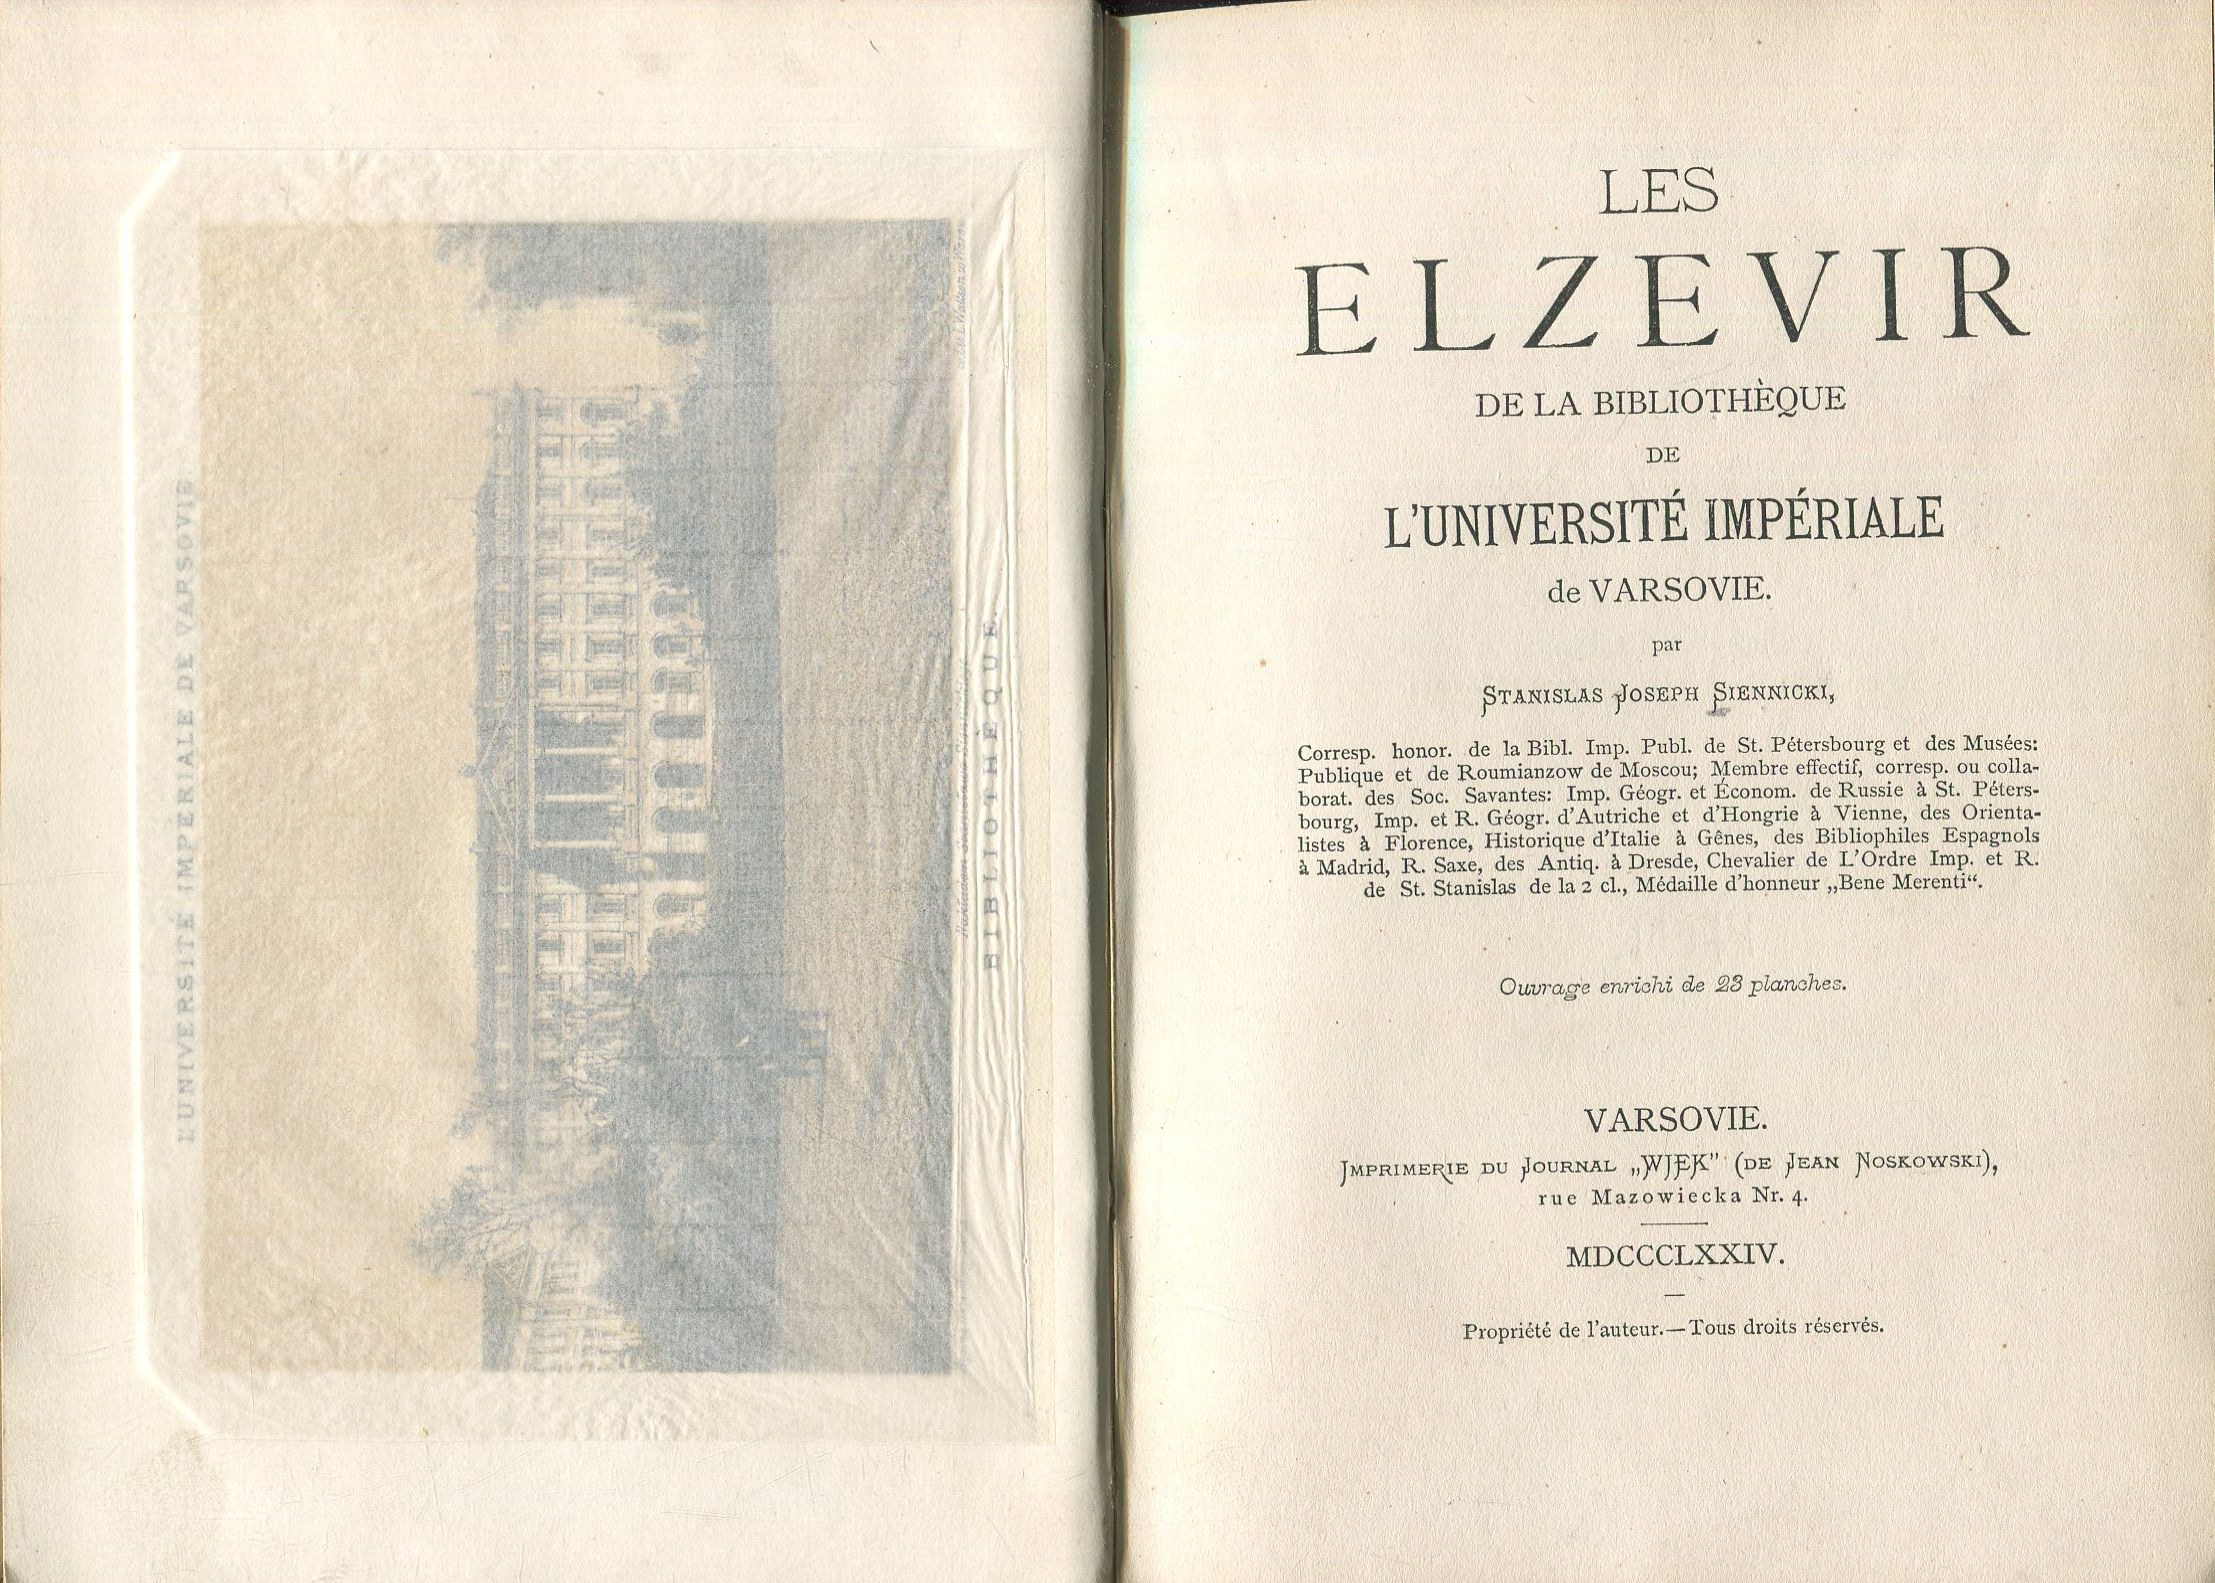 L'UNIVERSITÉ IMPERIALE DE VARSOVIE.
BIBLIOTHÈQUE.
LES
ELZEVIR
DE LA BIBLIOTHÈQUE
DE
L'UNIVERSITÉ IMPÉRIALE
de VARSOVIE.
par
STANISLAS JOSEPH SIENNICKI,
Corresp. honor. de la Bibl. Imp. Publ. de St. Pétersbourg et des Musées:
Publique et de Roumianzow de Moscou; Membre effectif, corresp. ou colla-
borat. des Soc. Savantes: Imp. Géogr. et Économ. de Russie à St. Péters-
bourg, Imp. et R. Géogr. d'Autriche et d'Hongrie à Vienne, des Orienta-
listes à Florence, Historique d'Italie à Gênes, des Bibliophiles Espagnols
à Madrid, R. Saxe, des Antiq. à Dresde, Chevalier de L'Ordre Imp. et R.
de St. Stanislas de la 2 cl., Médaille d'honneur „Bene Merenti“.
Ouvrage enrichi de 23 planches.
VARSOVIE.
IMPRIMERIE DU JOURNAL „WIEK” (DE JEAN NOSKOWSKI),
rue Mazowiecka Nr. 4.
MDCCCLXXIV.
Propriété de l'auteur.—Tous droits réservés.